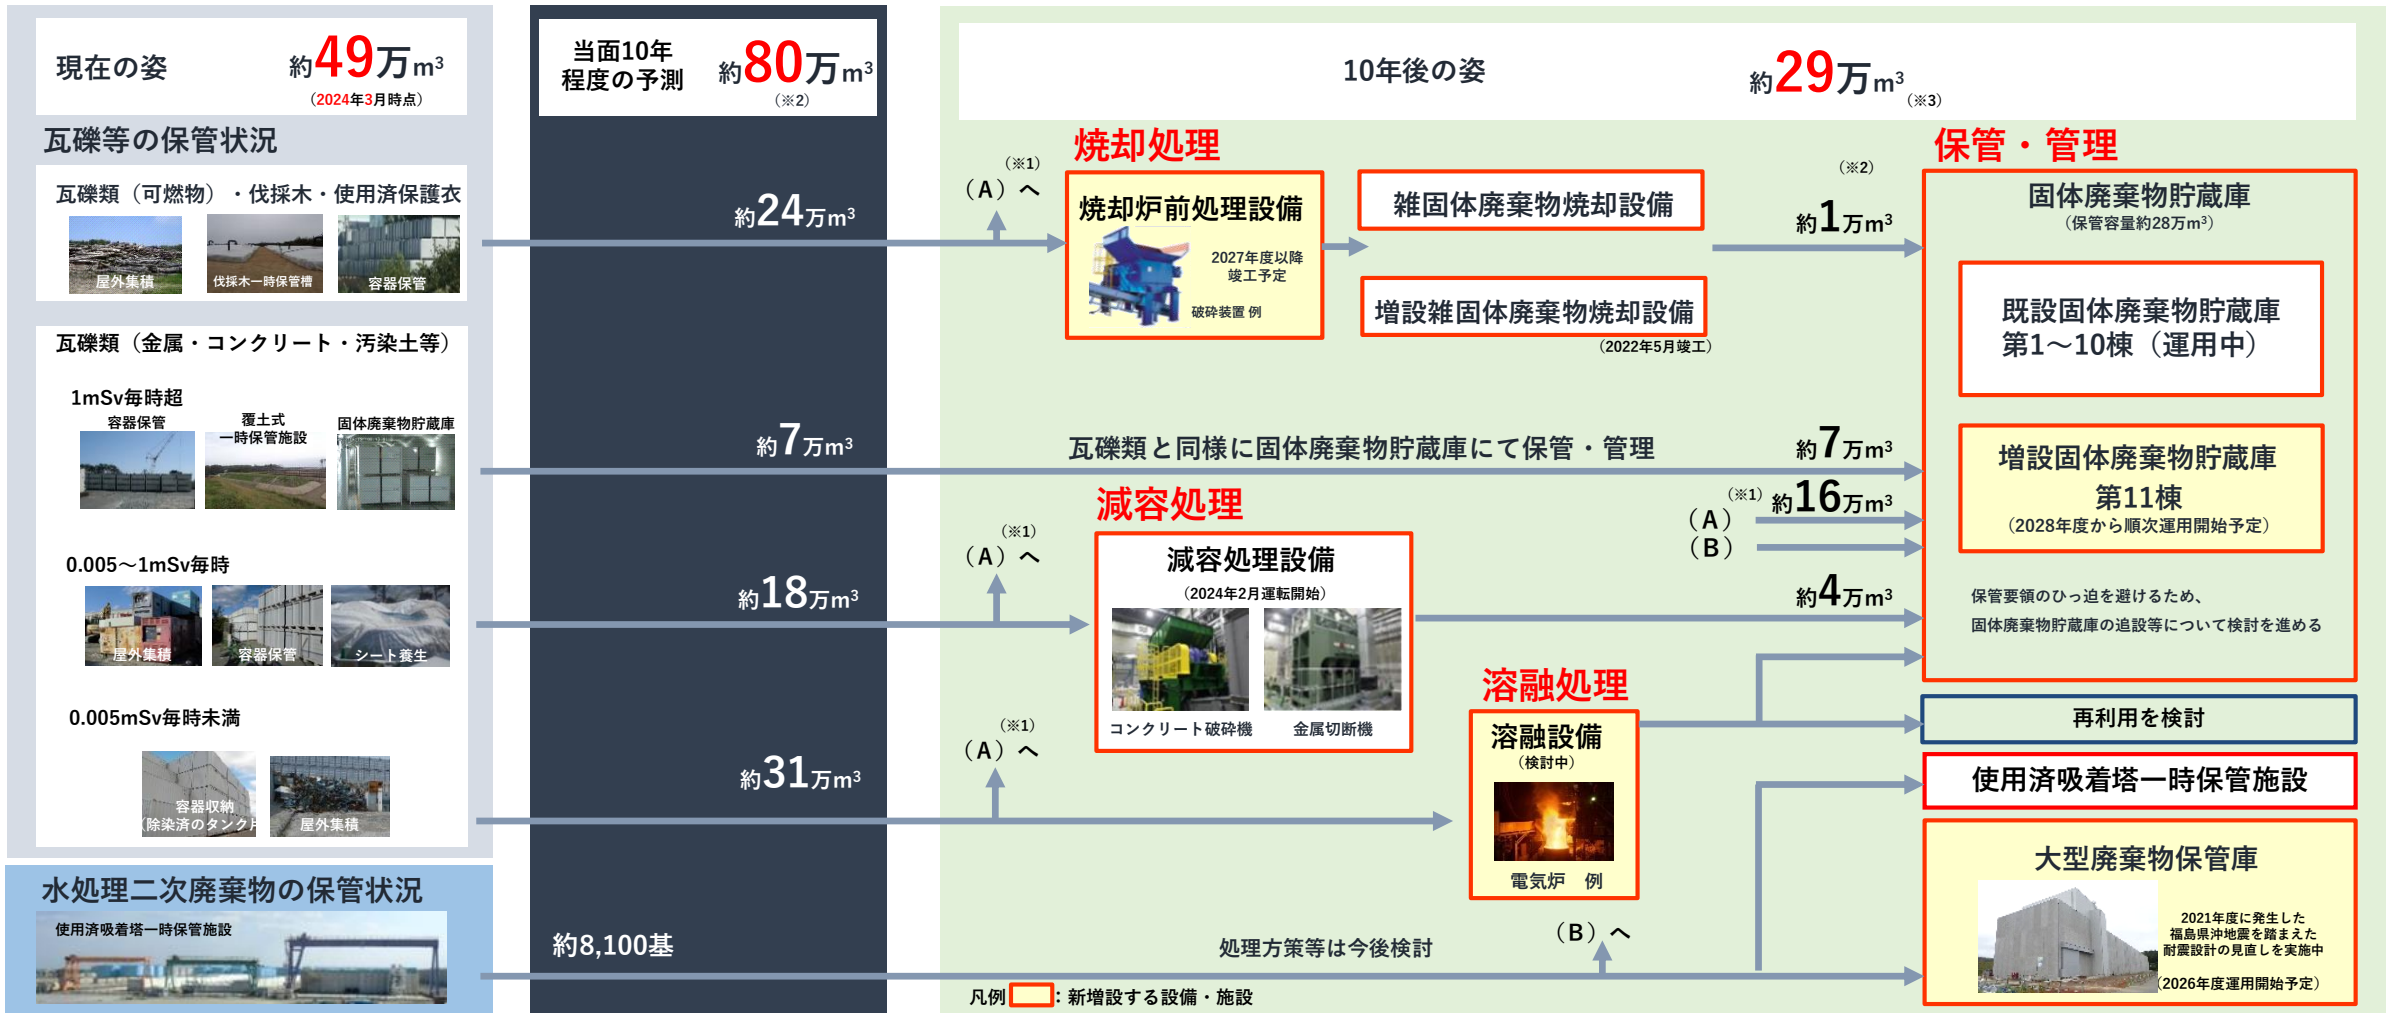 現在の姿
約49万m³
（2024年3月時点）
瓦礫等の保管状況
瓦礫類（可燃物）・伐採木・使用済保護衣
屋外集積
伐採木一時保管槽
容器保管
瓦礫類（金属・コンクリート・汚染土等）
1mSv毎時超
容器保管
覆土式
一時保管施設
固体廃棄物貯蔵庫
0.005～1mSv毎時
屋外集積
容器保管
シート養生
0.005mSv毎時未満
容器収納
（除染済のタンク片
屋外集積
水処理二次廃棄物の保管状況
使用済吸着塔一時保管施設
当面10年
程度の予測
約80万m³
（※2）
約24万m³
約7万m³
約18万m³
約31万m³
約8,100基
10年後の姿
約29万m³
（※3）
焼却処理
（※1）
（A）へ
焼却炉前処理設備
2027年度以降
竣工予定
破砕装置 例
雑固体廃棄物焼却設備
増設雑固体廃棄物焼却設備
（2022年5月竣工）
（※2）
約1万m³
瓦礫類と同様に固体廃棄物貯蔵庫にて保管・管理
約7万m³
（※1）
約16万m³
（A）
（B）
減容処理
（※1）
（A）へ
減容処理設備
（2024年2月運転開始）
コンクリート破砕機
金属切断機
約4万m³
溶融処理
（※1）
（A）へ
溶融設備
（検討中）
電気炉　例
処理方策等は今後検討
（B）へ
凡例
：新増設する設備・施設
保管・管理
固体廃棄物貯蔵庫
（保管容量約28万m³）
既設固体廃棄物貯蔵庫
第1～10棟（運用中）
増設固体廃棄物貯蔵庫
第11棟
（2028年度から順次運用開始予定）
保管要領のひっ迫を避けるため、
固体廃棄物貯蔵庫の追設等について検討を進める
再利用を検討
使用済吸着塔一時保管施設
大型廃棄物保管庫
2021年度に発生した
福島県沖地震を踏まえた
耐震設計の見直しを実施中
（2026年度運用開始予定）